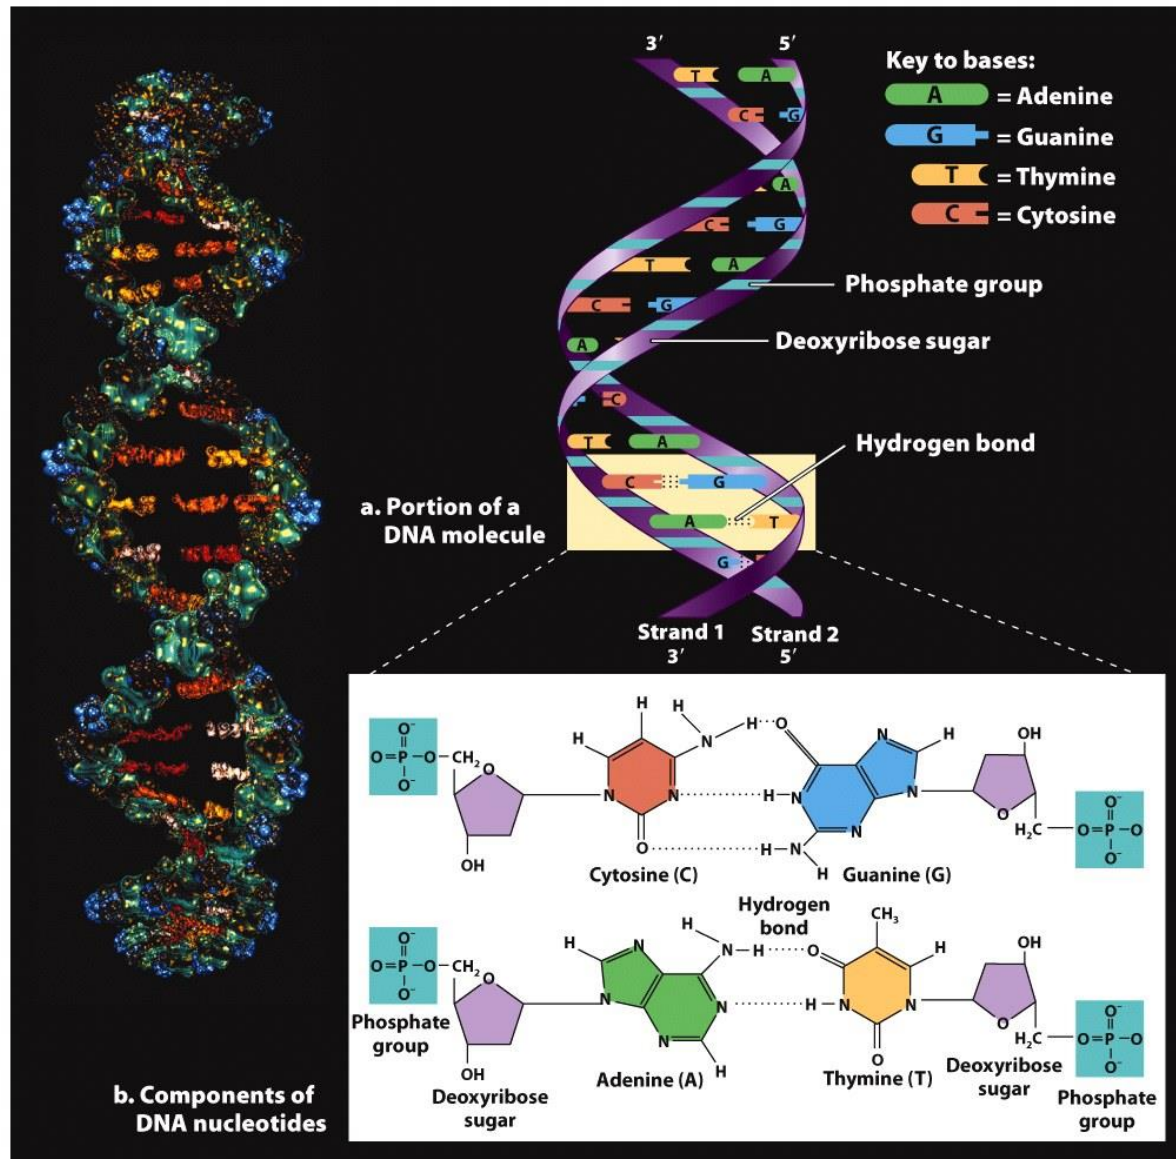 3′ 5′
Key to bases:
A = Adenine
G = Guanine
T = Thymine
C = Cytosine
T A
C G
A
C G
T A
C G
A
C
T A
C G
A T
G
Phosphate group
Deoxyribose sugar
Hydrogen bond
a. Portion of a
DNA molecule
Strand 1 Strand 2
3′ 5′
O⁻
O=P–O–CH₂
O⁻
O
OH
H
H
H
N
H
O
N
N
O
H
N
N
H
N
H
N
N
H
OH
O
H₂C
O⁻
O=P–O
O⁻
Cytosine (C)
Guanine (G)
Hydrogen
bond
O⁻
O=P–O–CH₂
O⁻
O
OH
H
N
N
H
N–H
N
N
H
O
CH₃
H
H
N
N
O
OH
O
H₂C
O⁻
O=P–O
O⁻
Phosphate
group
Deoxyribose
sugar
Adenine (A)
Thymine (T)
Deoxyribose
sugar
Phosphate
group
b. Components of
DNA nucleotides